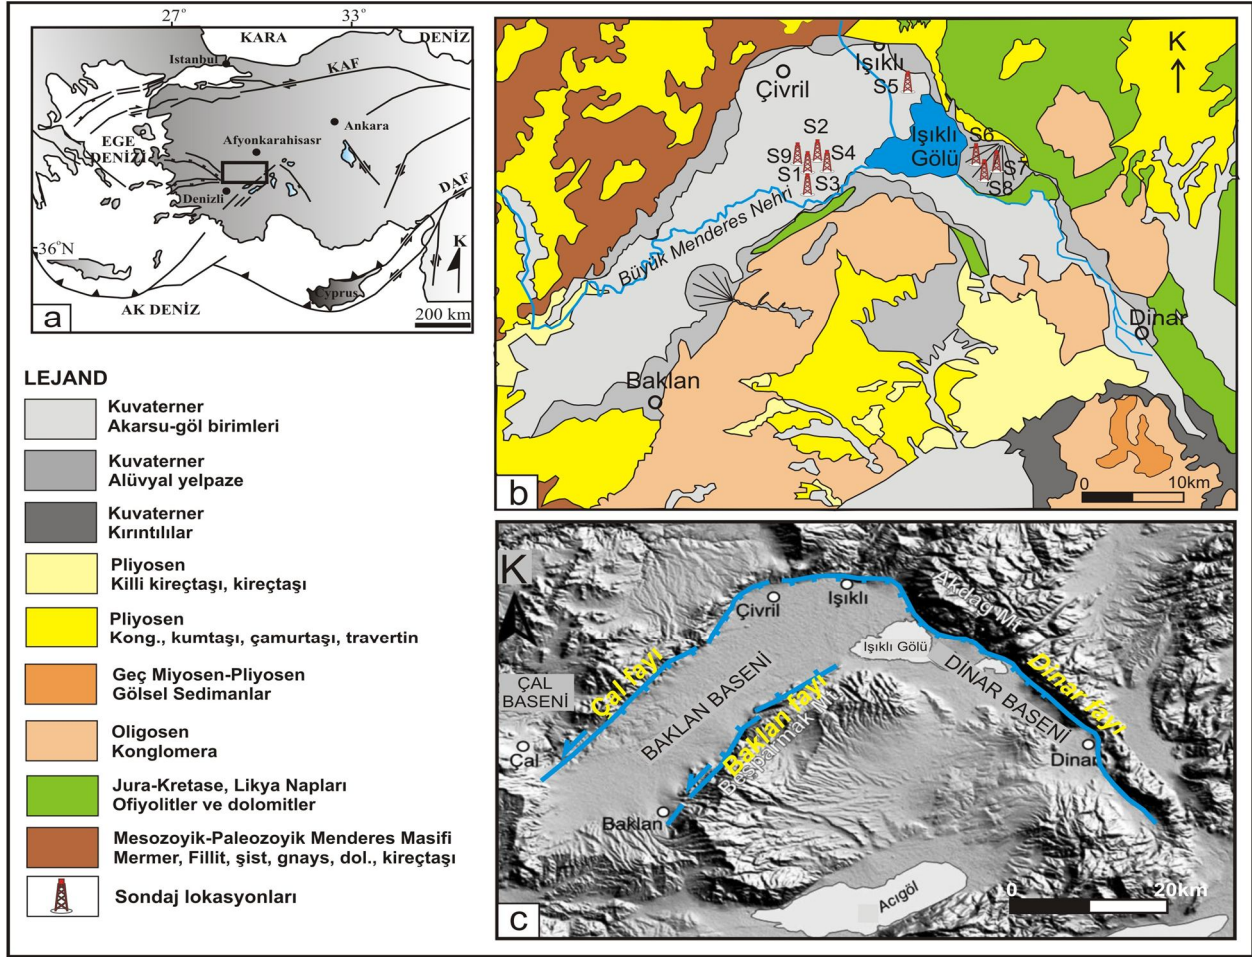 27°
33°
KARA
DENİZ
Istanbul
KAF
EGE
DENİZİ
Ankara
Afyonkarahisasr
Denizli
DAF
36°N
K
Cyprus
AK DENİZ
200 km
a
LEJAND
Kuvaterner
Akarsu-göl birimleri
Kuvaterner
Alüvyal yelpaze
Kuvaterner
Kırıntılılar
Pliyosen
Killi kireçtaşı, kireçtaşı
Pliyosen
Kong., kumtaşı, çamurtaşı, travertin
Geç Miyosen-Pliyosen
Gölsel Sedimanlar
Oligosen
Konglomera
Jura-Kretase, Likya Napları
Ofiyolitler ve dolomitler
Mesozoyik-Paleozoyik Menderes Masifi
Mermer, Fillit, şist, gnays, dol., kireçtaşı
Sondaj lokasyonları
K
Işıklı
Çivril
S5
Işıklı
Gölü
S2
S6
S9
S4
S7
S1
S3
S8
Büyük Menderes Nehri
Dinar
Baklan
0
10km
b
K
Akdağ Mt
Çivril
Işıklı
Işıklı Gölü
Çal fayı
Dinar fayı
ÇAL
BASENİ
BAKLAN BASENİ
DİNAR BASENİ
Baklan fayı
Beşparmak Mt
Çal
Dinar
Baklan
Acıgöl
0
20km
c